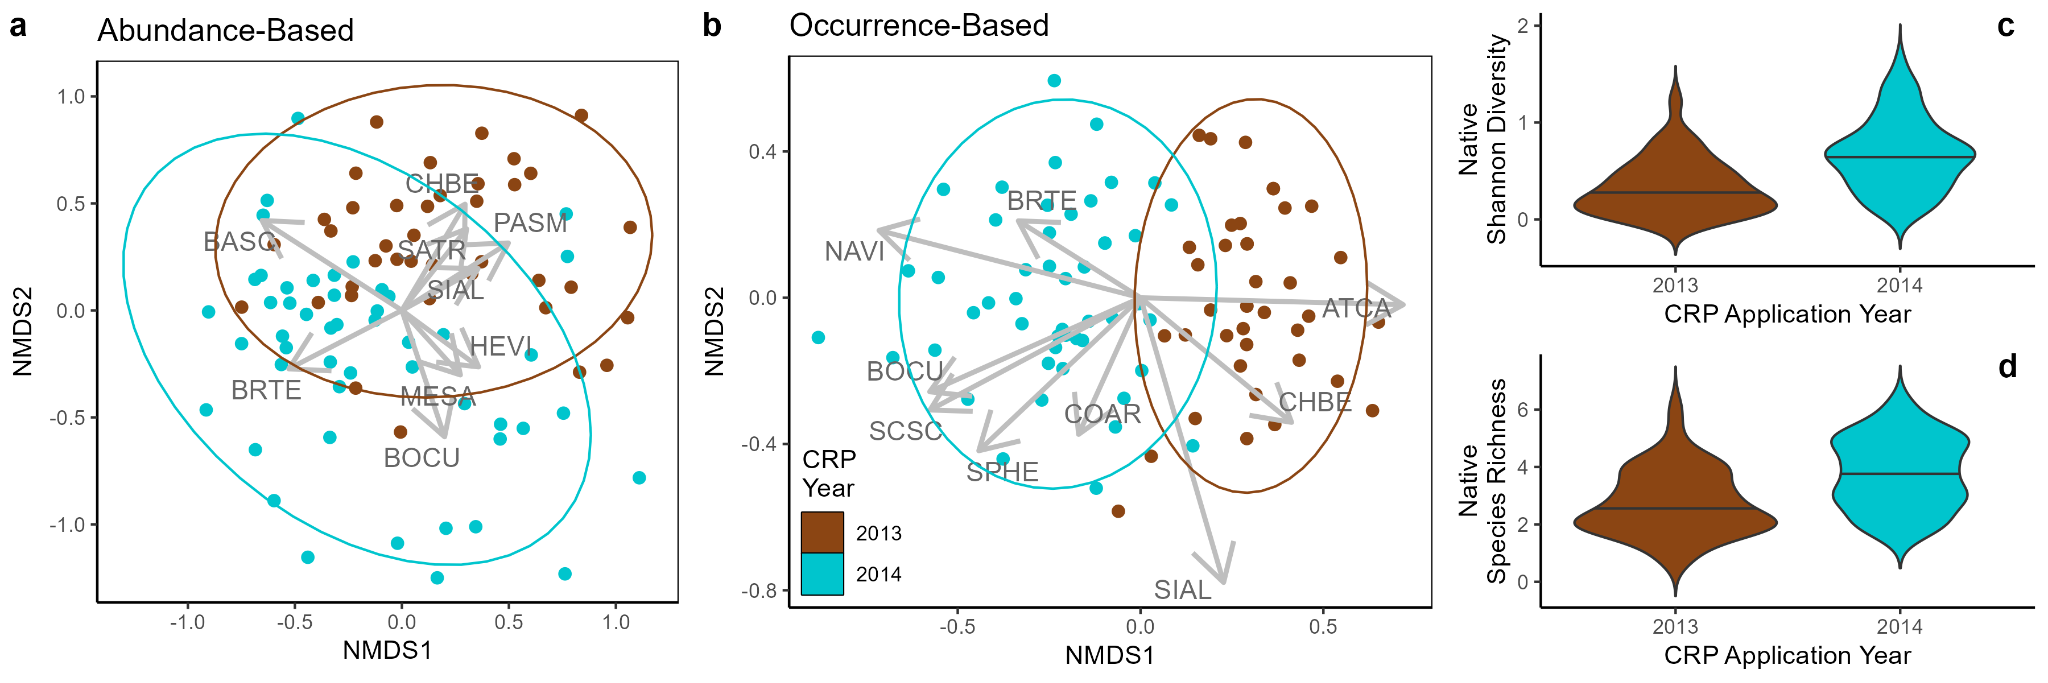 a
Abundance-Based
1.0
0.5
0.0
-0.5
-1.0
NMDS2
-1.0
-0.5
0.0
0.5
1.0
NMDS1
CHBE
PASM
BASC
SATR
SIAL
HEVI
BRTE
MESA
BOCU
b
Occurrence-Based
0.4
0.0
-0.4
-0.8
NMDS2
-0.5
0.0
0.5
NMDS1
BRTE
NAVI
ATCA
BOCU
CHBE
COAR
SCSC
SPHE
SIAL
CRP
Year
2013
2014
c
Native
Shannon Diversity
2
1
0
2013
2014
CRP Application Year
d
Native
Species Richness
6
4
2
0
2013
2014
CRP Application Year